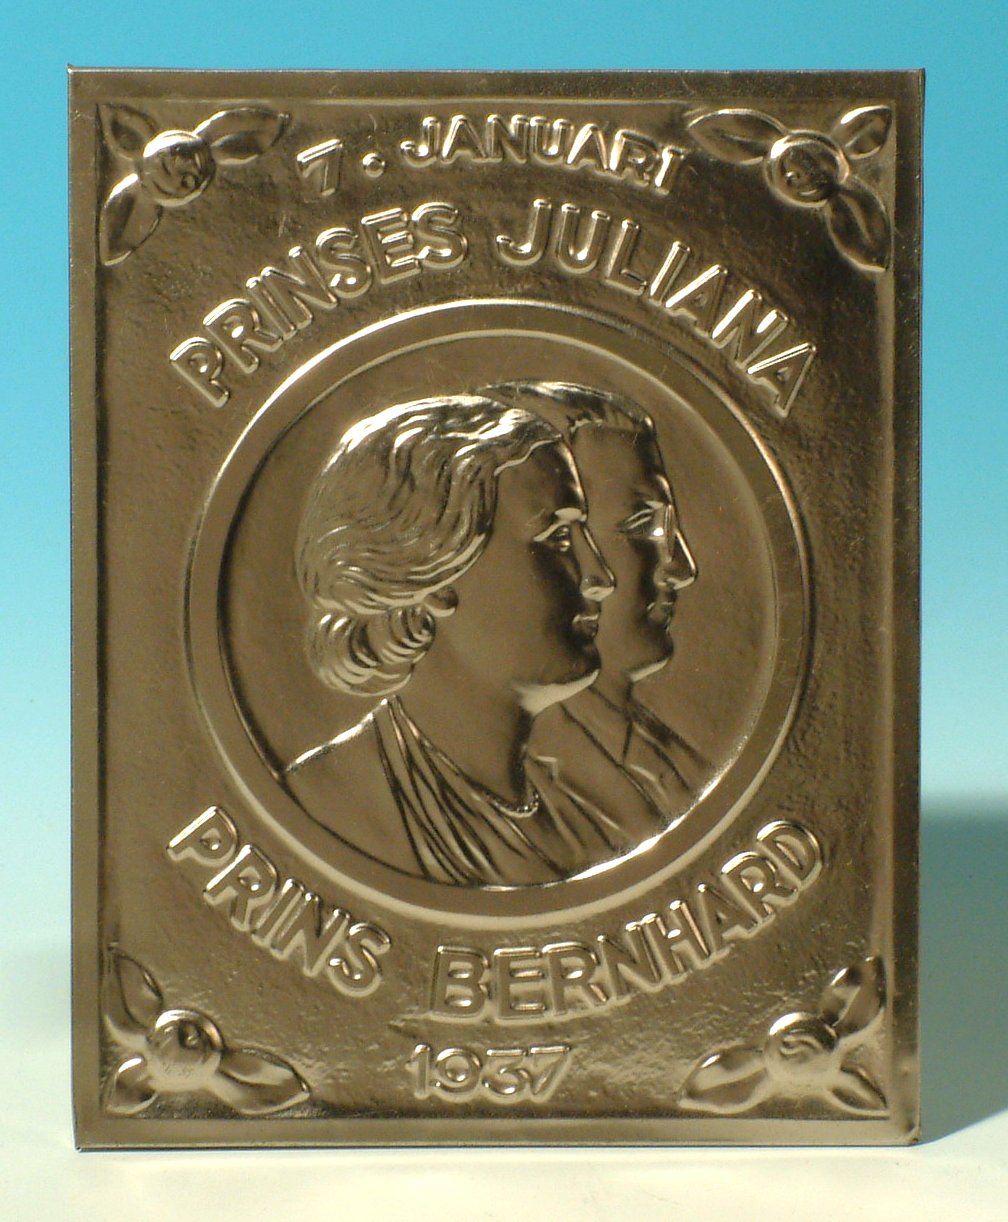 7. JANUARI
PRINSES JULIANA
PRINS BERNHARD
1937